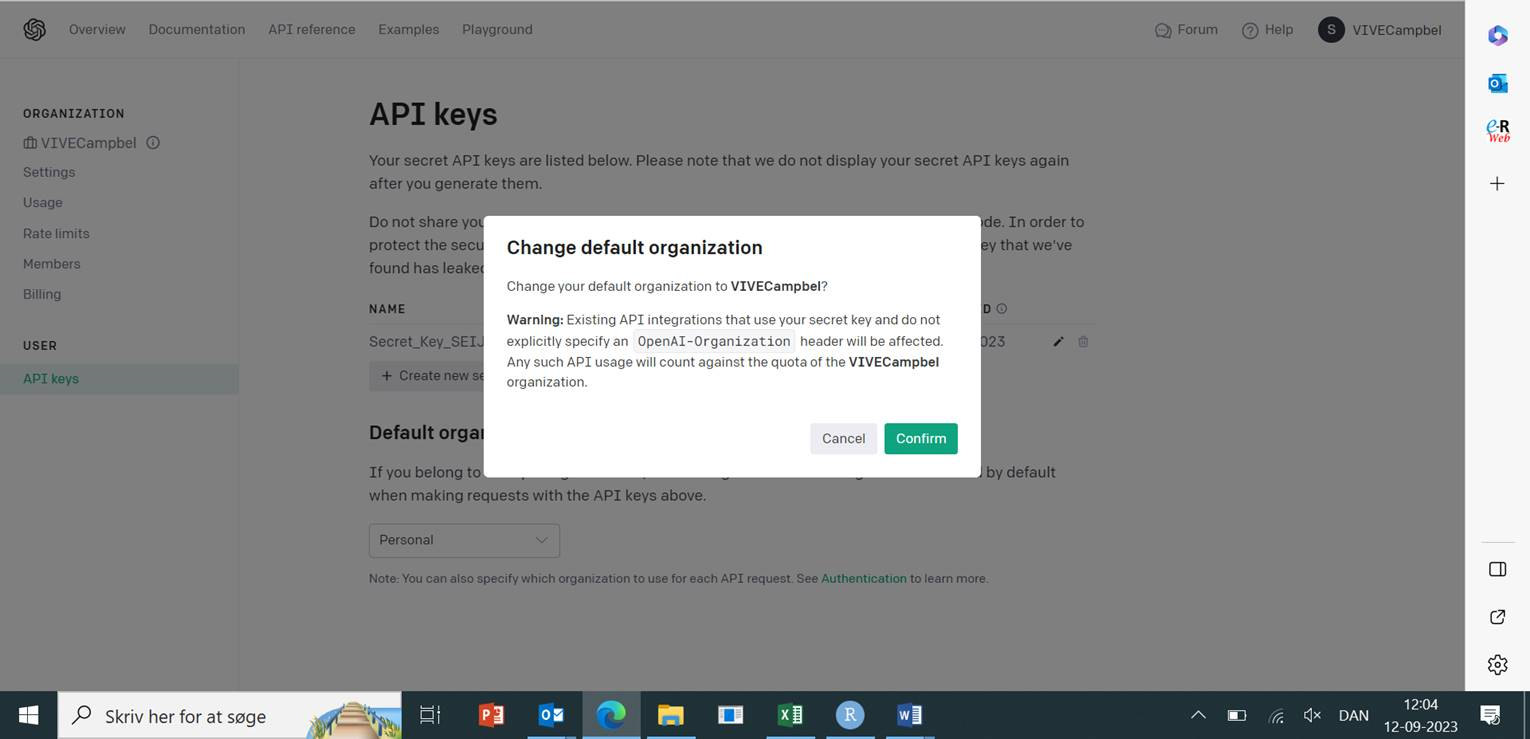 Overview Documentation API reference Examples Playground Forum Help S VIVECampbel
ORGANIZATION
VIVECampbel
Settings
Usage
Rate limits
Members
Billing
USER
API keys
API keys
Your secret API keys are listed below. Please note that we do not display your secret API keys again
after you generate them.
Do not share you ode. In order to
protect the secu ey that we've
found has leake
NAME D
Secret_Key_SEIJ 023
+ Create new se
Default orga
If you belong to by default
when making requests with the API keys above.
Personal
Note: You can also specify which organization to use for each API request. See Authentication to learn more.
Change default organization
Change your default organization to VIVECampbel?
Warning: Existing API integrations that use your secret key and do not
explicitly specify an OpenAI-Organization header will be affected.
Any such API usage will count against the quota of the VIVECampbel
organization.
Cancel Confirm
e-R
Web
Skriv her for at søge
DAN
12:04
12-09-2023